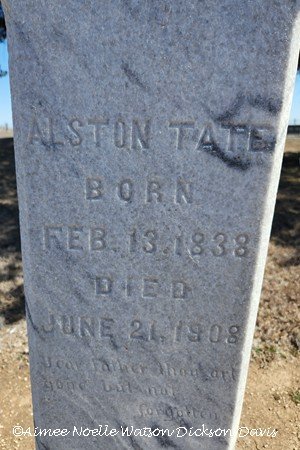 ALSTON TATE
BORN
FEB. 13, 1838
DIED
JUNE 21, 1908
Dear father thou art
gone but not
forgotten
©Aimee Noelle Watson Dickson Davis